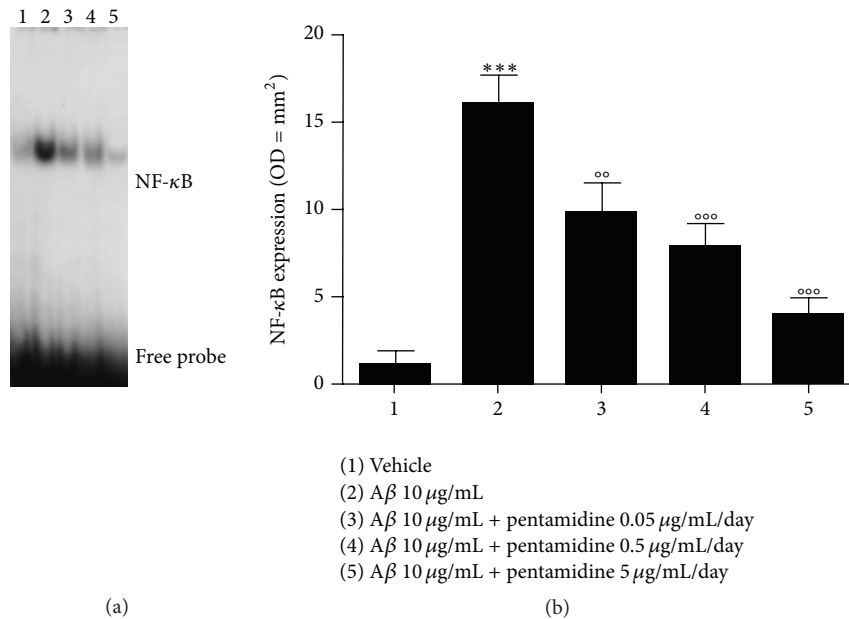 1 2 3 4 5
NF-κB
Free probe
(a)
NF-κB expression (OD = mm²)
20
15
10
5
0
***
°°
°°°
°°°
1 2 3 4 5
(1) Vehicle
(2) Aβ 10 μg/mL
(3) Aβ 10 μg/mL + pentamidine 0.05 μg/mL/day
(4) Aβ 10 μg/mL + pentamidine 0.5 μg/mL/day
(5) Aβ 10 μg/mL + pentamidine 5 μg/mL/day
(b)